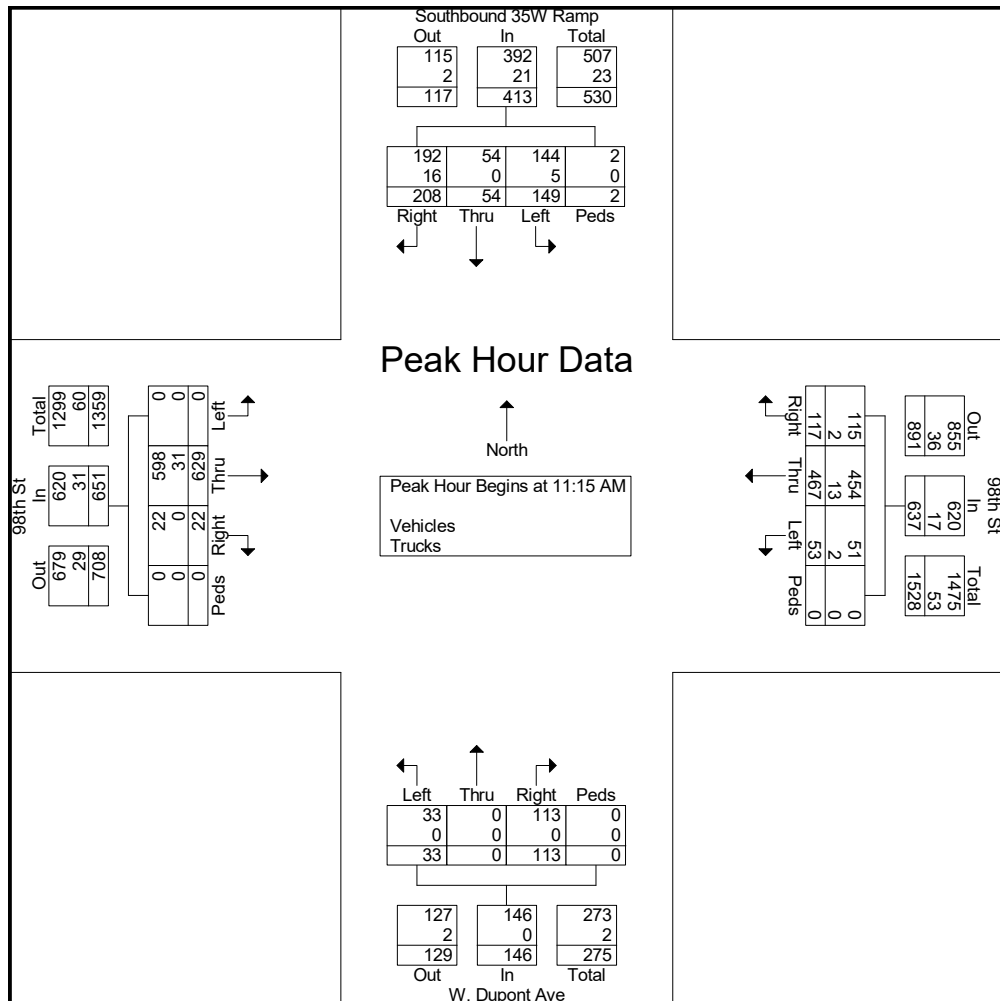 Southbound 35W Ramp
Out In Total
115 392 507
2 21 23
117 413 530
192 54 144 2
16 0 5 0
208 54 149 2
Right Thru Left Peds
Peak Hour Data
North
Peak Hour Begins at 11:15 AM
Vehicles
Trucks
98th St
Total In Out
1299 620 679
60 31 29
1359 651 708
0 598 22 0
0 31 0 0
0 629 22 0
Left Thru Right Peds
98th St
Out In Total
855 620 1475
36 17 53
891 637 1528
115 454 51 0
2 13 2 0
117 467 53 0
Right Thru Left Peds
Left Thru Right Peds
33 0 113 0
0 0 0 0
33 0 113 0
127 146 273
2 0 2
129 146 275
Out In Total
W. Dupont Ave